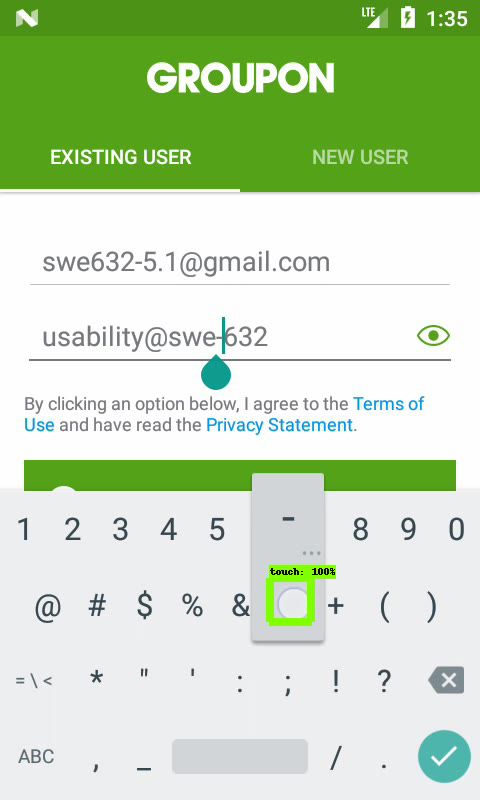 LTE 1:35
GROUPON
EXISTING USER NEW USER
swe632-5.1@gmail.com
usability@swe-632
By clicking an option below, I agree to the Terms of
Use and have read the Privacy Statement.
1 2 3 4 5 - 8 9 0
...
touch: 100%
@ # $ % & + ( )
= \ < * " ' : ; ! ?
ABC , _ / .